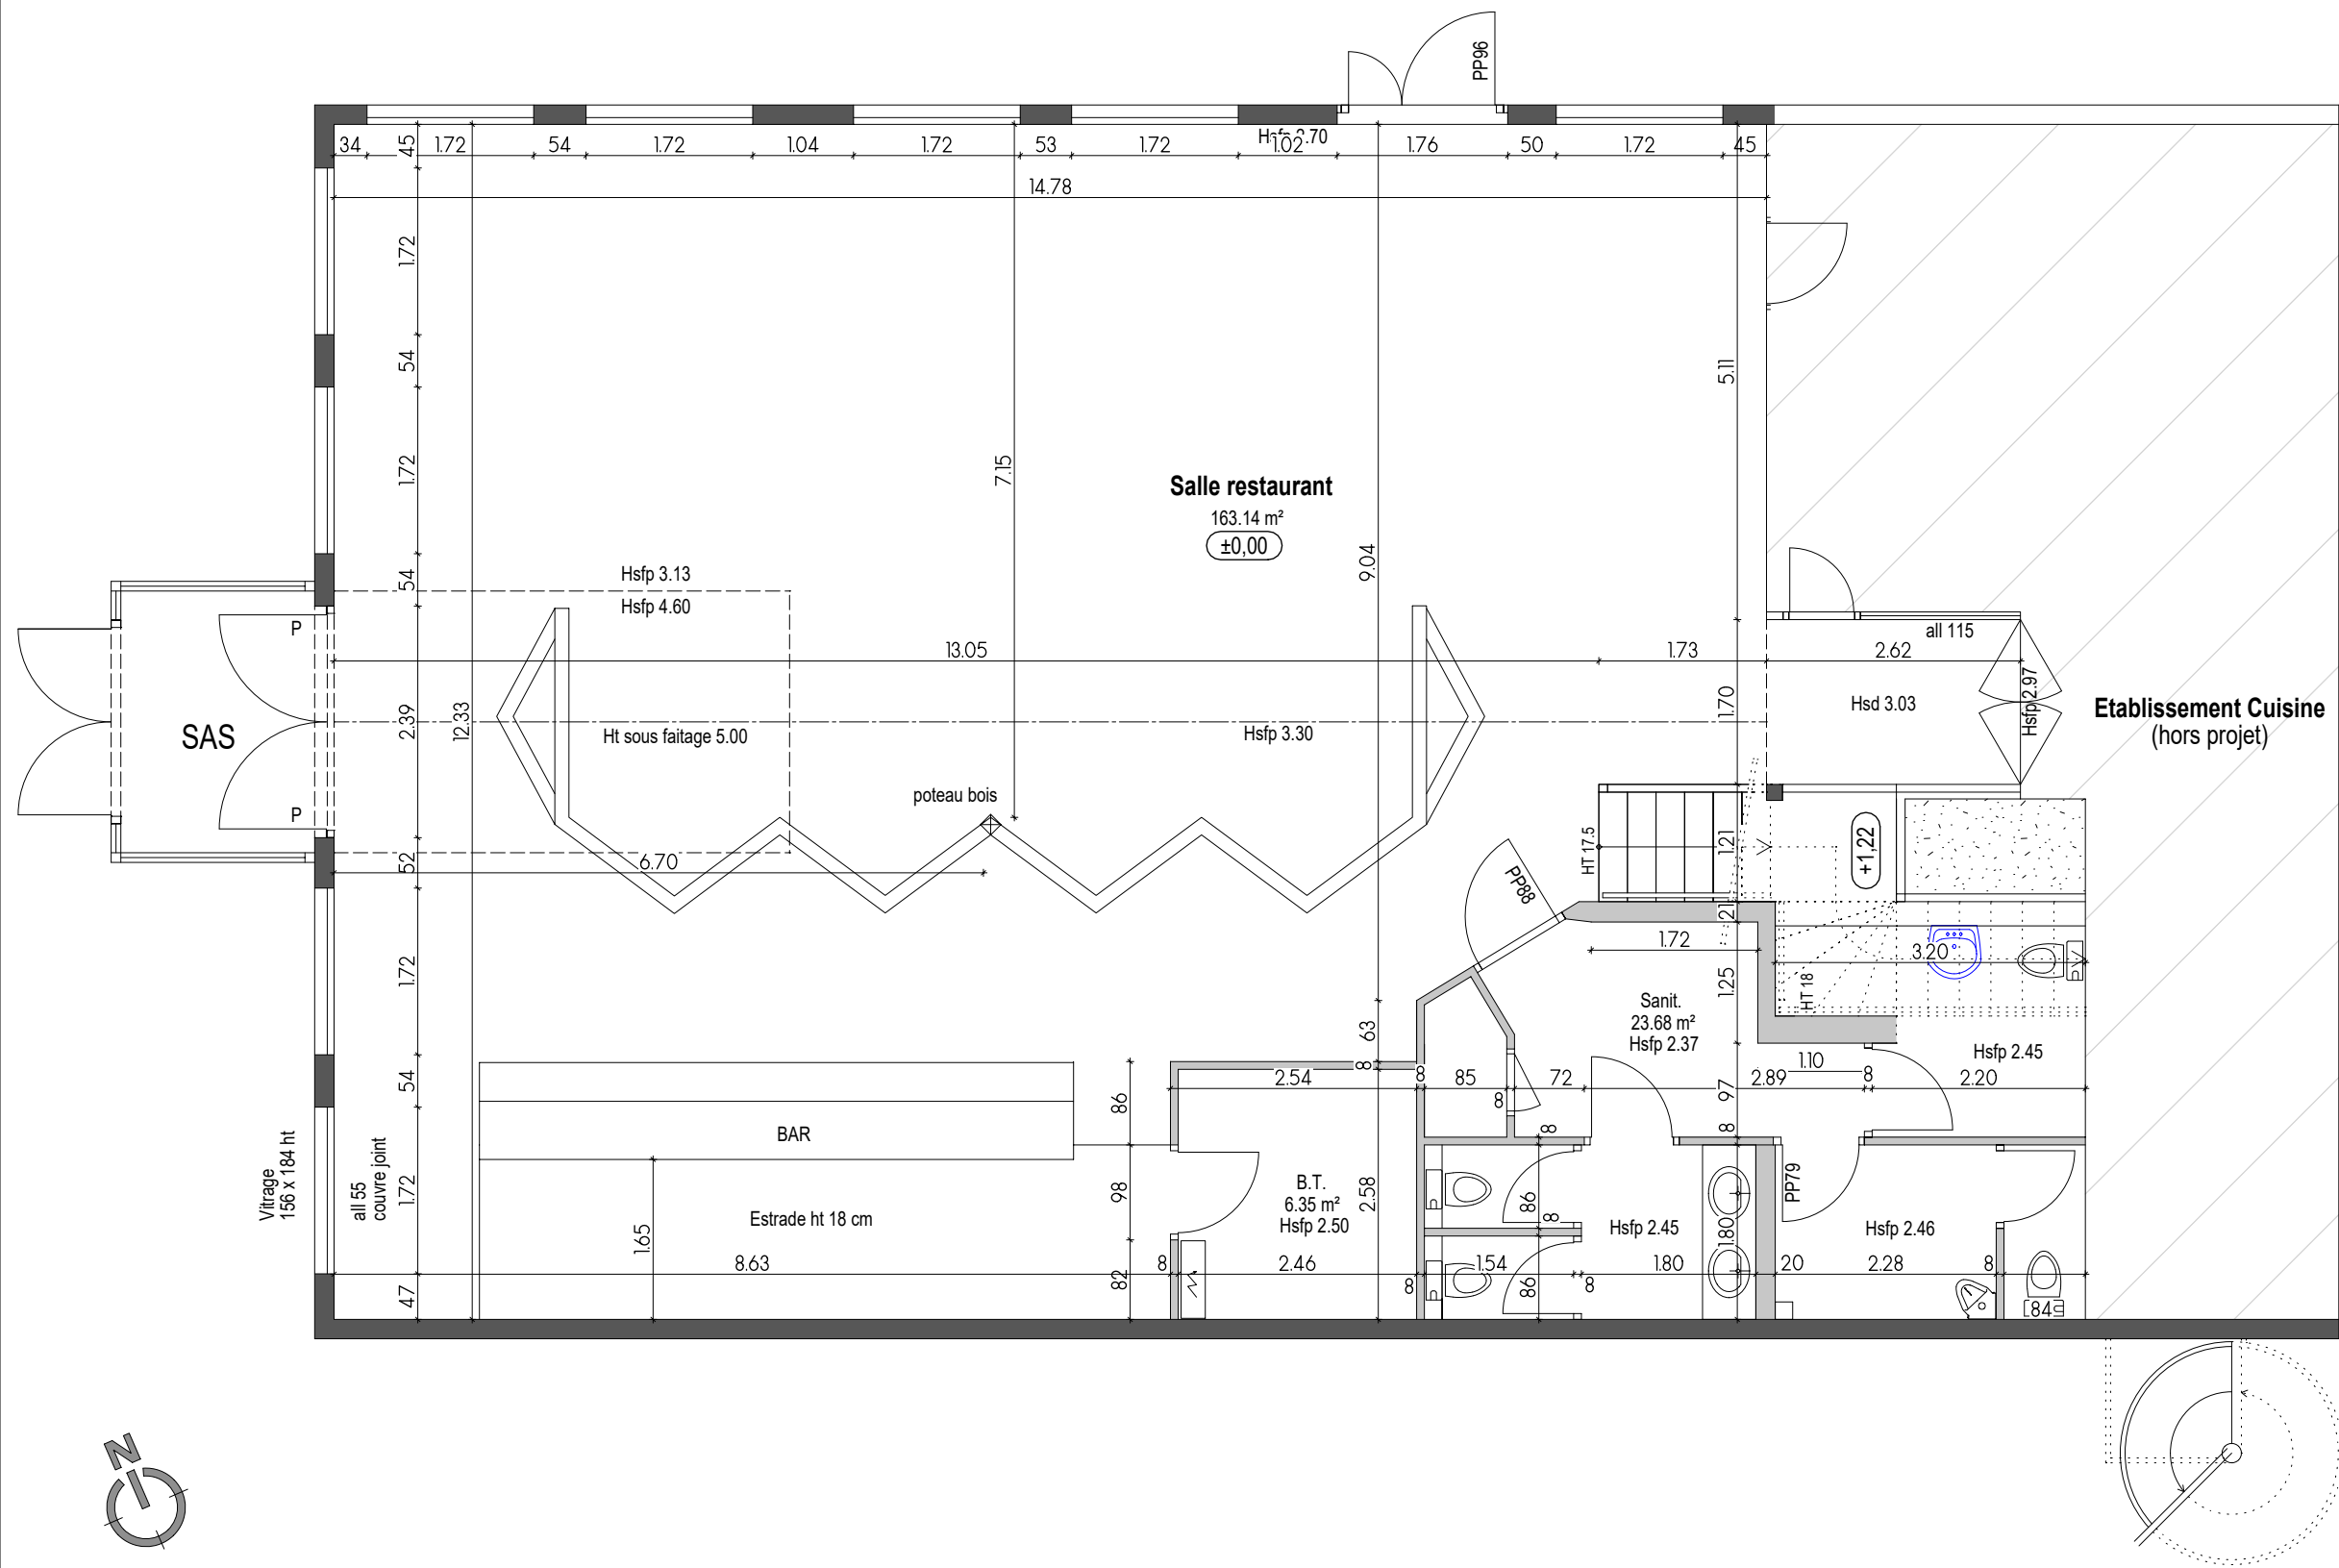 PP96
Hsfp 2.70
34
45
1.72
54
1.72
1.04
1.72
53
1.72
1.02
1.76
50
1.72
45
14.78
1.72
54
1.72
54
2.39
52
1.72
54
1.72
47
12.33
7.15
9.04
5.11
Salle restaurant
163.14 m²
±0,00
Hsfp 3.13
Hsfp 4.60
P
P
SAS
13.05
1.73
2.62
all 115
1.70
Hsd 3.03
Hsfp 2.97
Etablissement Cuisine
(hors projet)
Ht sous faitage 5.00
Hsfp 3.30
poteau bois
6.70
HT 17.5
1.21
+1,22
PP88
21
1.72
1.25
3.20
HT 18
Sanit.
23.68 m²
Hsfp 2.37
Hsfp 2.45
63
8
2.54
8
85
8
72
2.89
1.10
8
2.20
97
8
8
86
BAR
98
82
Vitrage
156 x 184 ht
all 55
couvre joint
Estrade ht 18 cm
1.65
8.63
8
B.T.
6.35 m²
Hsfp 2.50
2.58
2.46
8
86
8
86
1.54
8
Hsfp 2.45
1.80
1.80
PP79
20
Hsfp 2.46
2.28
8
84
N